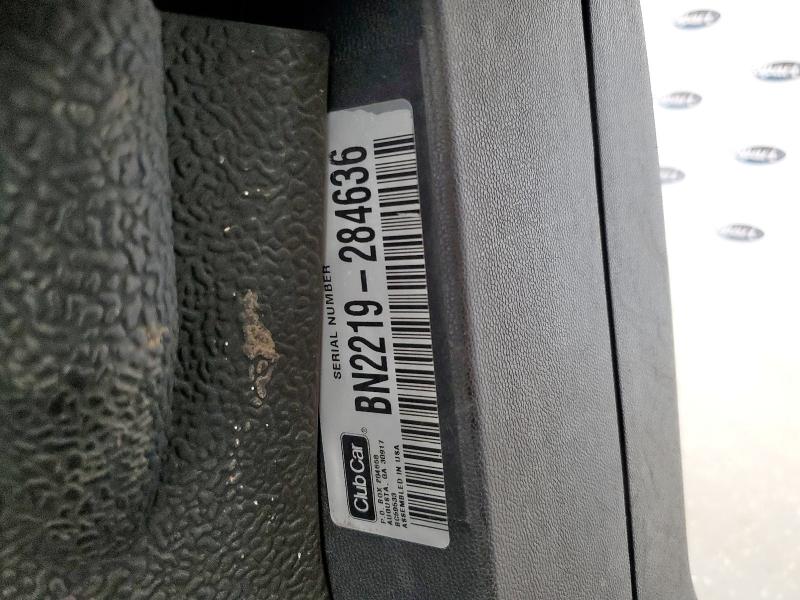 SERIAL NUMBER
BN2219-284636
Club Car®
P.O. BOX 204658
AUGUSTA, GA 30917
ASSEMBLED IN USA